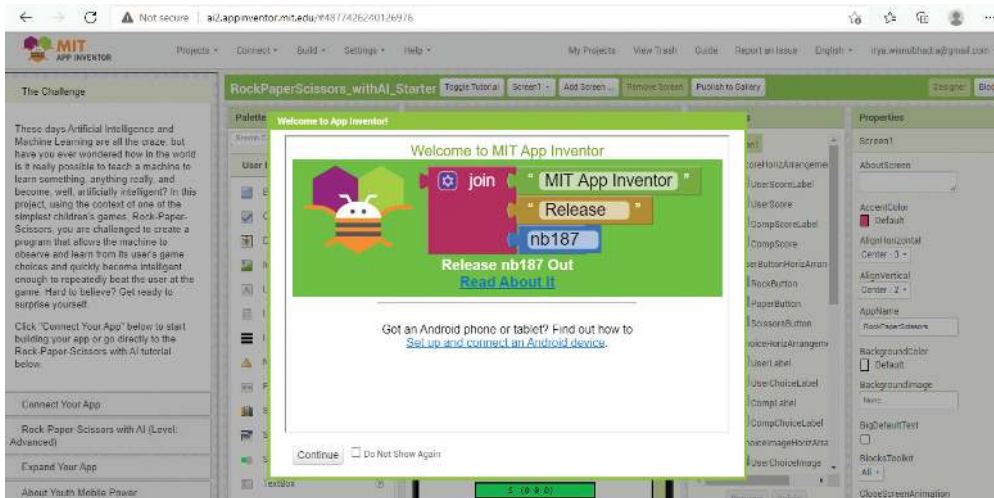 Not secure
ai2.appinventor.mit.edu/#4877426240126976
MIT
APP INVENTOR
Projects
Connect
Build
Settings
Help
My Projects
View Trash
Guide
Report an Issue
English
The Challenge
These days Artificial Intelligence and
Machine Learning are all the craze, but
have you ever wondered how in the world
is it really possible to teach a machine to
learn something, anything really, and
become, well, artificially intelligent? In this
project, using the context of one of the
simplest children's games, Rock-Paper-
Scissors, you are challenged to create a
program that allows the machine to
observe and learn from its user's game
choices and quickly become intelligent
enough to repeatedly beat the user at the
game. Hard to believe? Get ready to
surprise yourself.
Click "Connect Your App" below to start
building your app or go directly to the
Rock-Paper-Scissors with AI tutorial
below.
Connect Your App
Rock-Paper-Scissors with AI (Level:
Advanced)
Expand Your App
About Youth Mobile Power
RockPaperScissors_withAI_Starter
Toggle Tutorial
Screen1
Add Screen ...
Remove Screen
Publish to Gallery
Designer
Palette
Welcome to App Inventor!
Welcome to MIT App Inventor
join
" MIT App Inventor "
" Release "
nb187
Release nb187 Out
Read About It
Got an Android phone or tablet? Find out how to
Set up and connect an Android device.
Continue
Do Not Show Again
TextBox
UserScoreLabel
UserScore
CompScoreLabel
CompScore
RockButton
PaperButton
ScissorsButton
UserLabel
UserChoiceLabel
CompLabel
CompChoiceLabel
UserChoiceImage
Properties
Screen1
AboutScreen
AccentColor
Default
AlignHorizontal
Center : 3
AlignVertical
Center : 2
AppName
RockPaperScissors
BackgroundColor
Default
BackgroundImage
None...
BigDefaultText
BlocksToolkit
All
CloseScreenAnimation